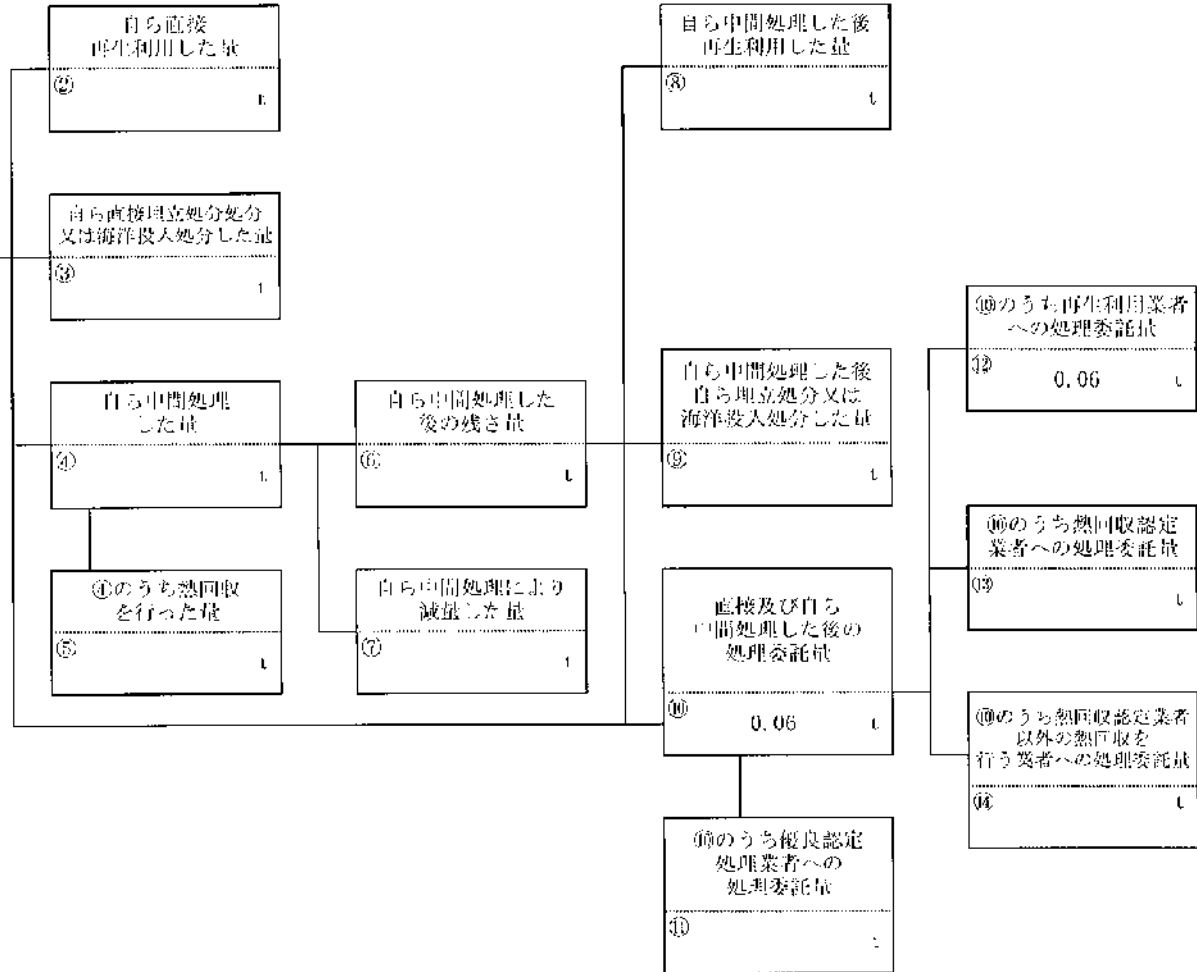 自ら直接
再生利用した量
②
t
自ら直接埋立処分処分
又は海洋投入処分した量
③
t
自ら中間処理
した量
④
t
④のうち熱回収
を行った量
⑤
t
自ら中間処理した
後の残さ量
⑥
t
自ら中間処理により
減量した量
⑦
t
自ら中間処理した後
再生利用した量
⑧
t
自ら中間処理した後
自ら埋立処分又は
海洋投入処分した量
⑨
t
直接及び自ら
中間処理した後の
処理委託量
⑩
0.06 t
⑩のうち優良認定
処理業者への
処理委託量
⑪
t
⑩のうち再生利用業者
への処理委託量
⑫
0.06 t
⑩のうち熱回収認定
業者への処理委託量
⑬
t
⑩のうち熱回収認定業者
以外の熱回収を
行う業者への処理委託量
⑭ t